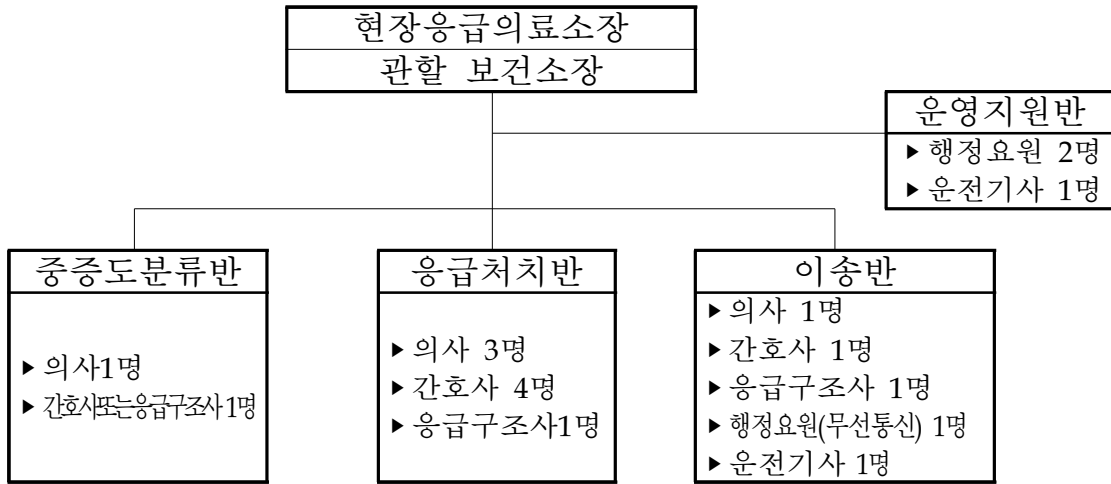 현장응급의료소장
관할 보건소장
운영지원반
▶ 행정요원 2명
▶ 운전기사 1명
중증도분류반
▶ 의사1명
▶ 간호사또는응급구조사 1명
응급처치반
▶ 의사 3명
▶ 간호사 4명
▶ 응급구조사1명
이송반
▶ 의사 1명
▶ 간호사 1명
▶ 응급구조사 1명
▶ 행정요원(무선통신) 1명
▶ 운전기사 1명